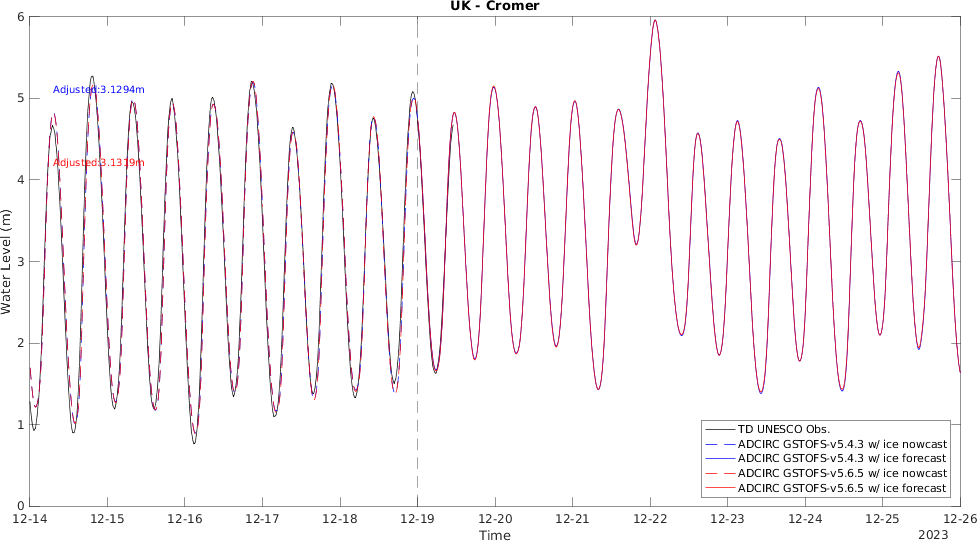 UK - Cromer
6
5
4
3
2
1
0
Water Level (m)
Adjusted:3.1294m
Adjusted:3.1319m
TD UNESCO Obs.
ADCIRC GSTOFS-v5.4.3 w/ ice nowcast
ADCIRC GSTOFS-v5.4.3 w/ ice forecast
ADCIRC GSTOFS-v5.6.5 w/ ice nowcast
ADCIRC GSTOFS-v5.6.5 w/ ice forecast
12-14 12-15 12-16 12-17 12-18 12-19 12-20 12-21 12-22 12-23 12-24 12-25 12-26
Time
2023